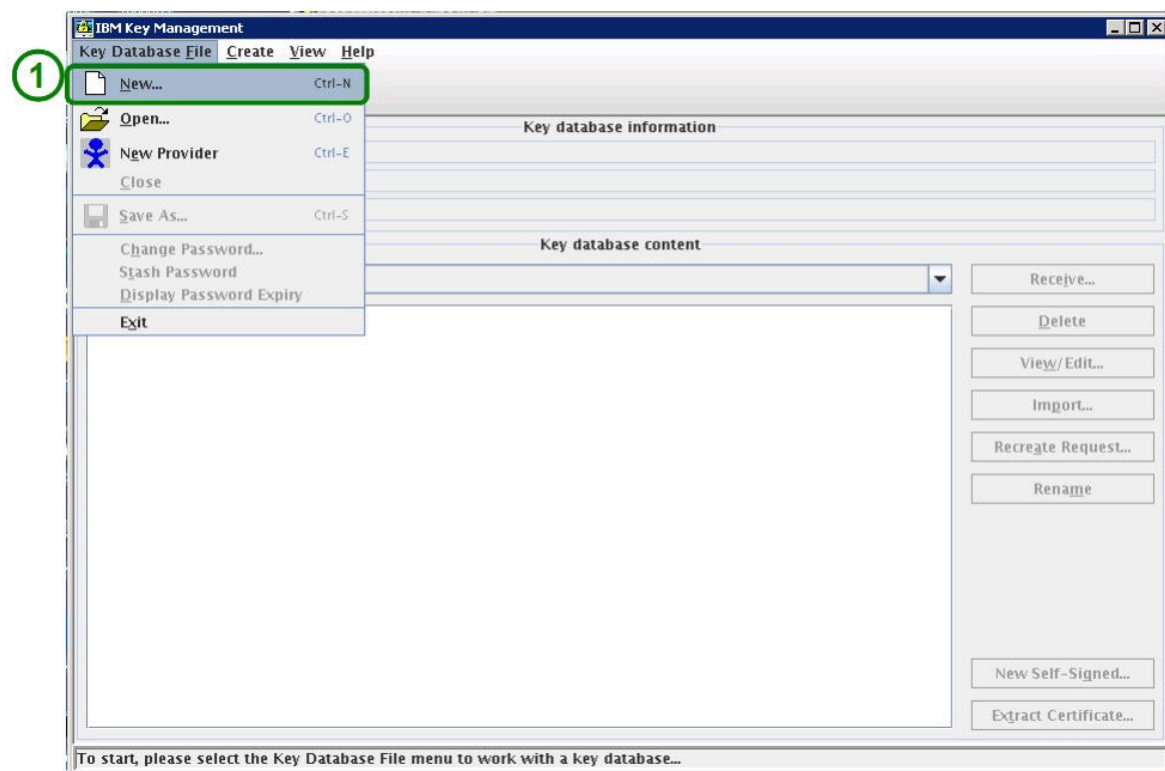 IBM Key Management
Key Database File Create View Help
1
New... Ctrl-N
Open... Ctrl-O
New Provider Ctrl-E
Close
Save As... Ctrl-S
Change Password...
Stash Password
Display Password Expiry
Exit
Key database information
Key database content
Receive...
Delete
View/Edit...
Import...
Recreate Request...
Rename
New Self-Signed...
Extract Certificate...
To start, please select the Key Database File menu to work with a key database...